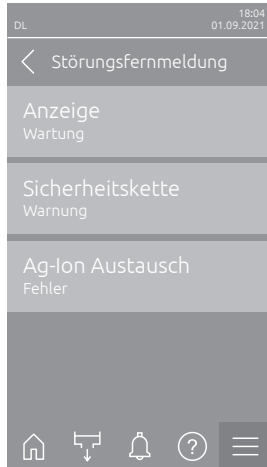 18:04
DL 01.09.2021
Störungsfernmeldung
Anzeige
Wartung
Sicherheitskette
Warnung
Ag-Ion Austausch
Fehler
?